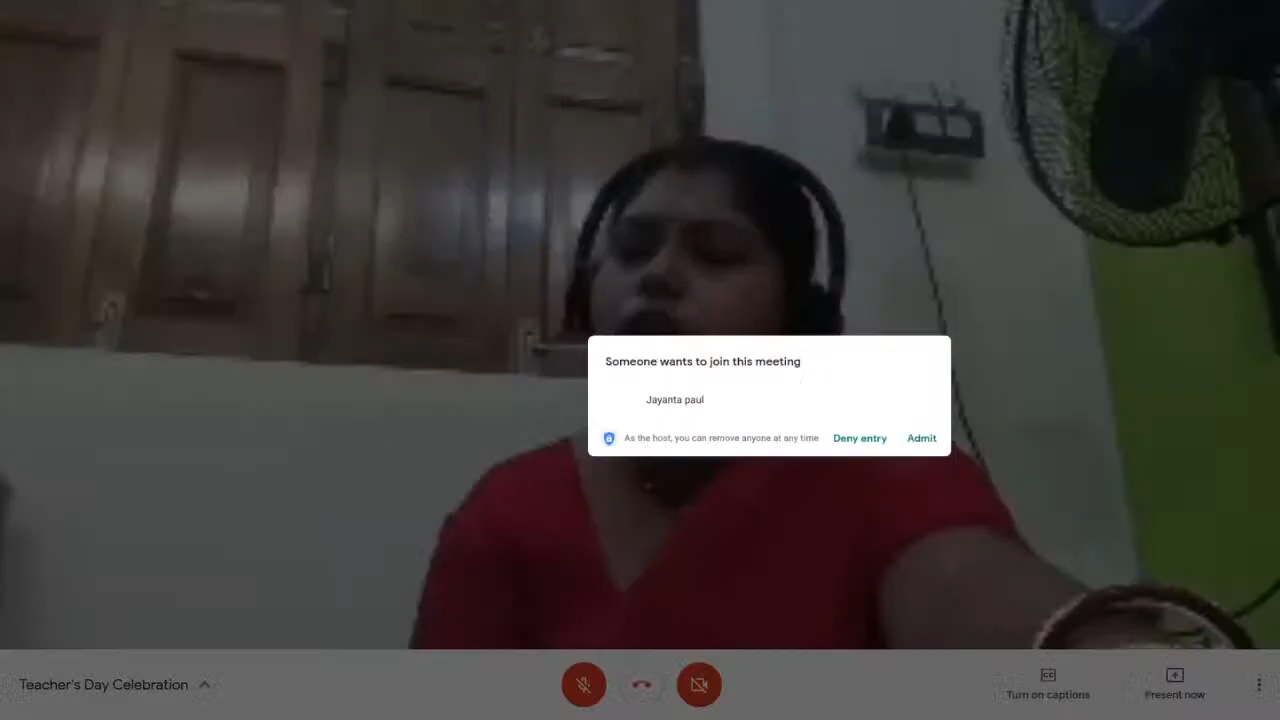 Someone wants to join this meeting
Jayanta paul
As the host, you can remove anyone at any time Deny entry Admit
Teacher's Day Celebration
Turn on captions
Present now